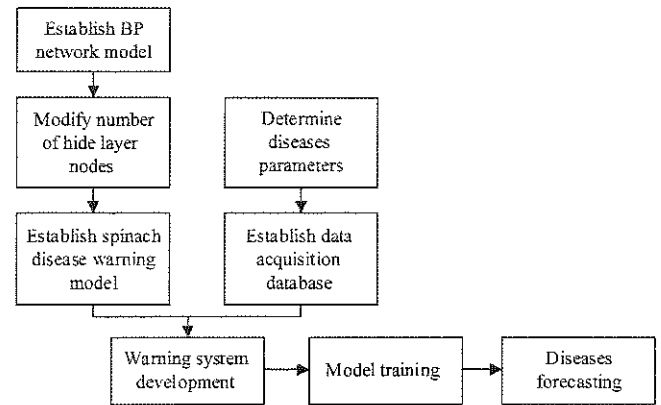 Establish BP
network model
Modify number
of hide layer
nodes
Determine
diseases
parameters
Establish spinach
disease warning
model
Establish data
acquisition
database
Warning system
development
Model training
Diseases
forecasting